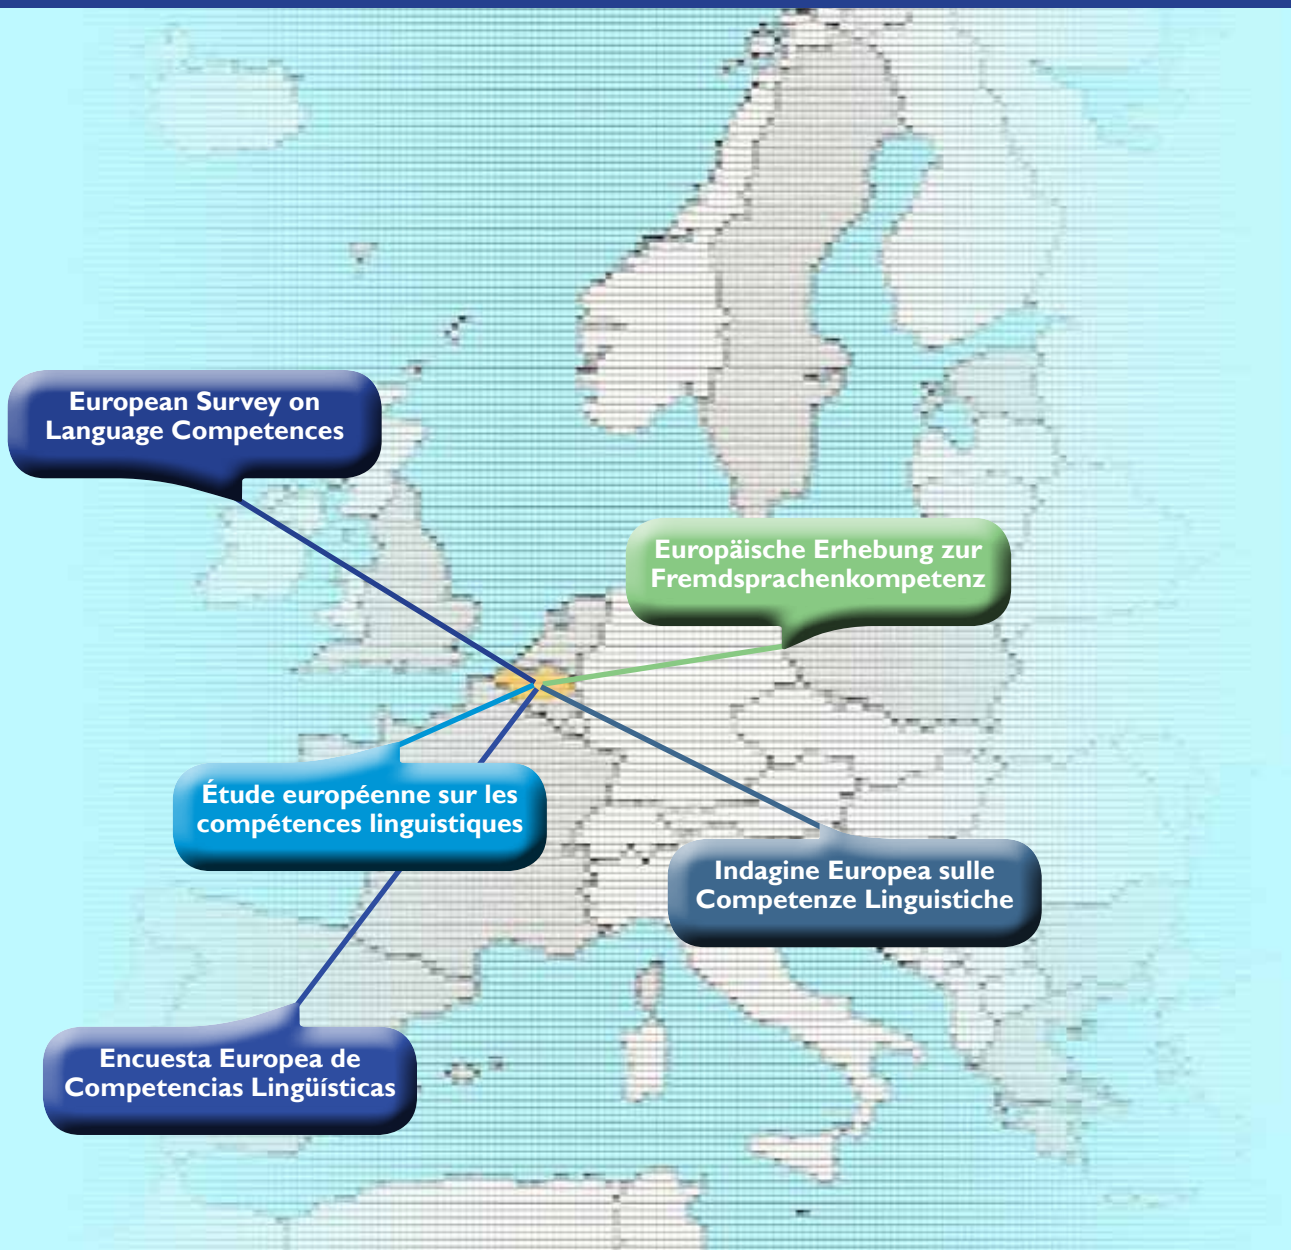 European Survey on
Language Competences
Europäische Erhebung zur
Fremdsprachenkompetenz
Étude européenne sur les
compétences linguistiques
Indagine Europea sulle
Competenze Linguistiche
Encuesta Europea de
Competencias Lingüísticas